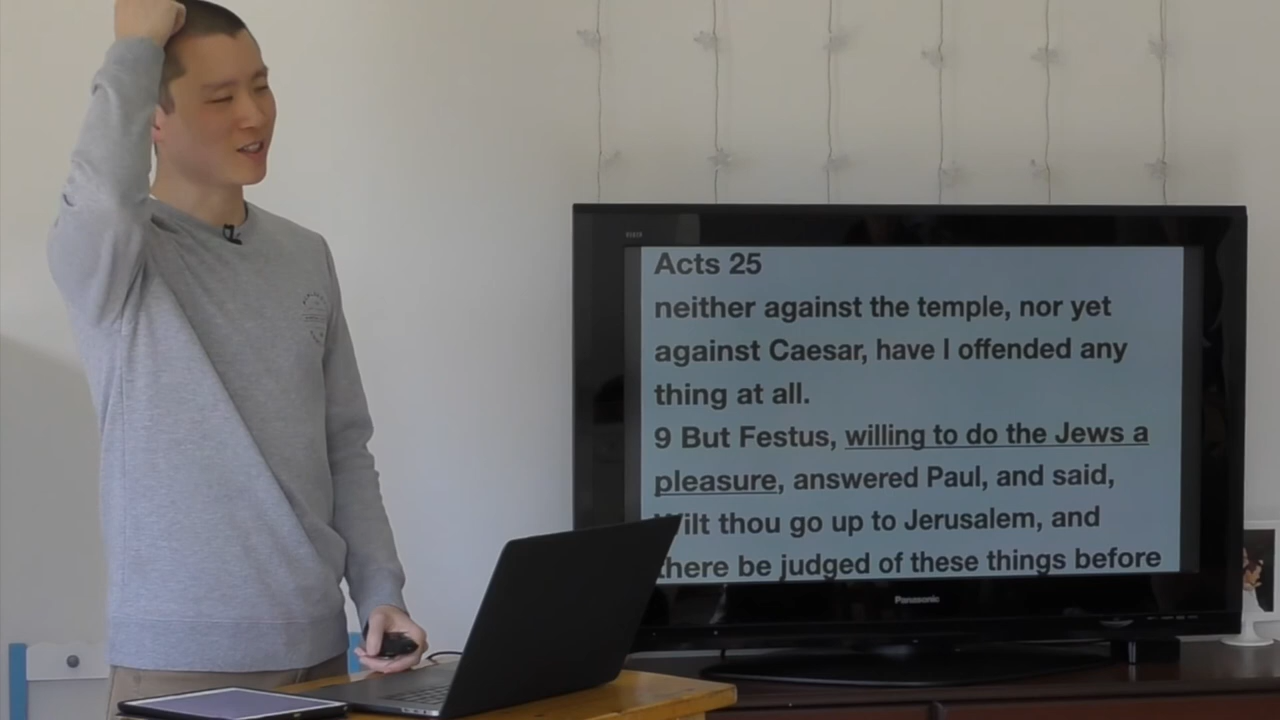 Acts 25
neither against the temple, nor yet
against Caesar, have I offended any
thing at all.
9 But Festus, willing to do the Jews a
pleasure, answered Paul, and said,
Wilt thou go up to Jerusalem, and
there be judged of these things before
Panasonic